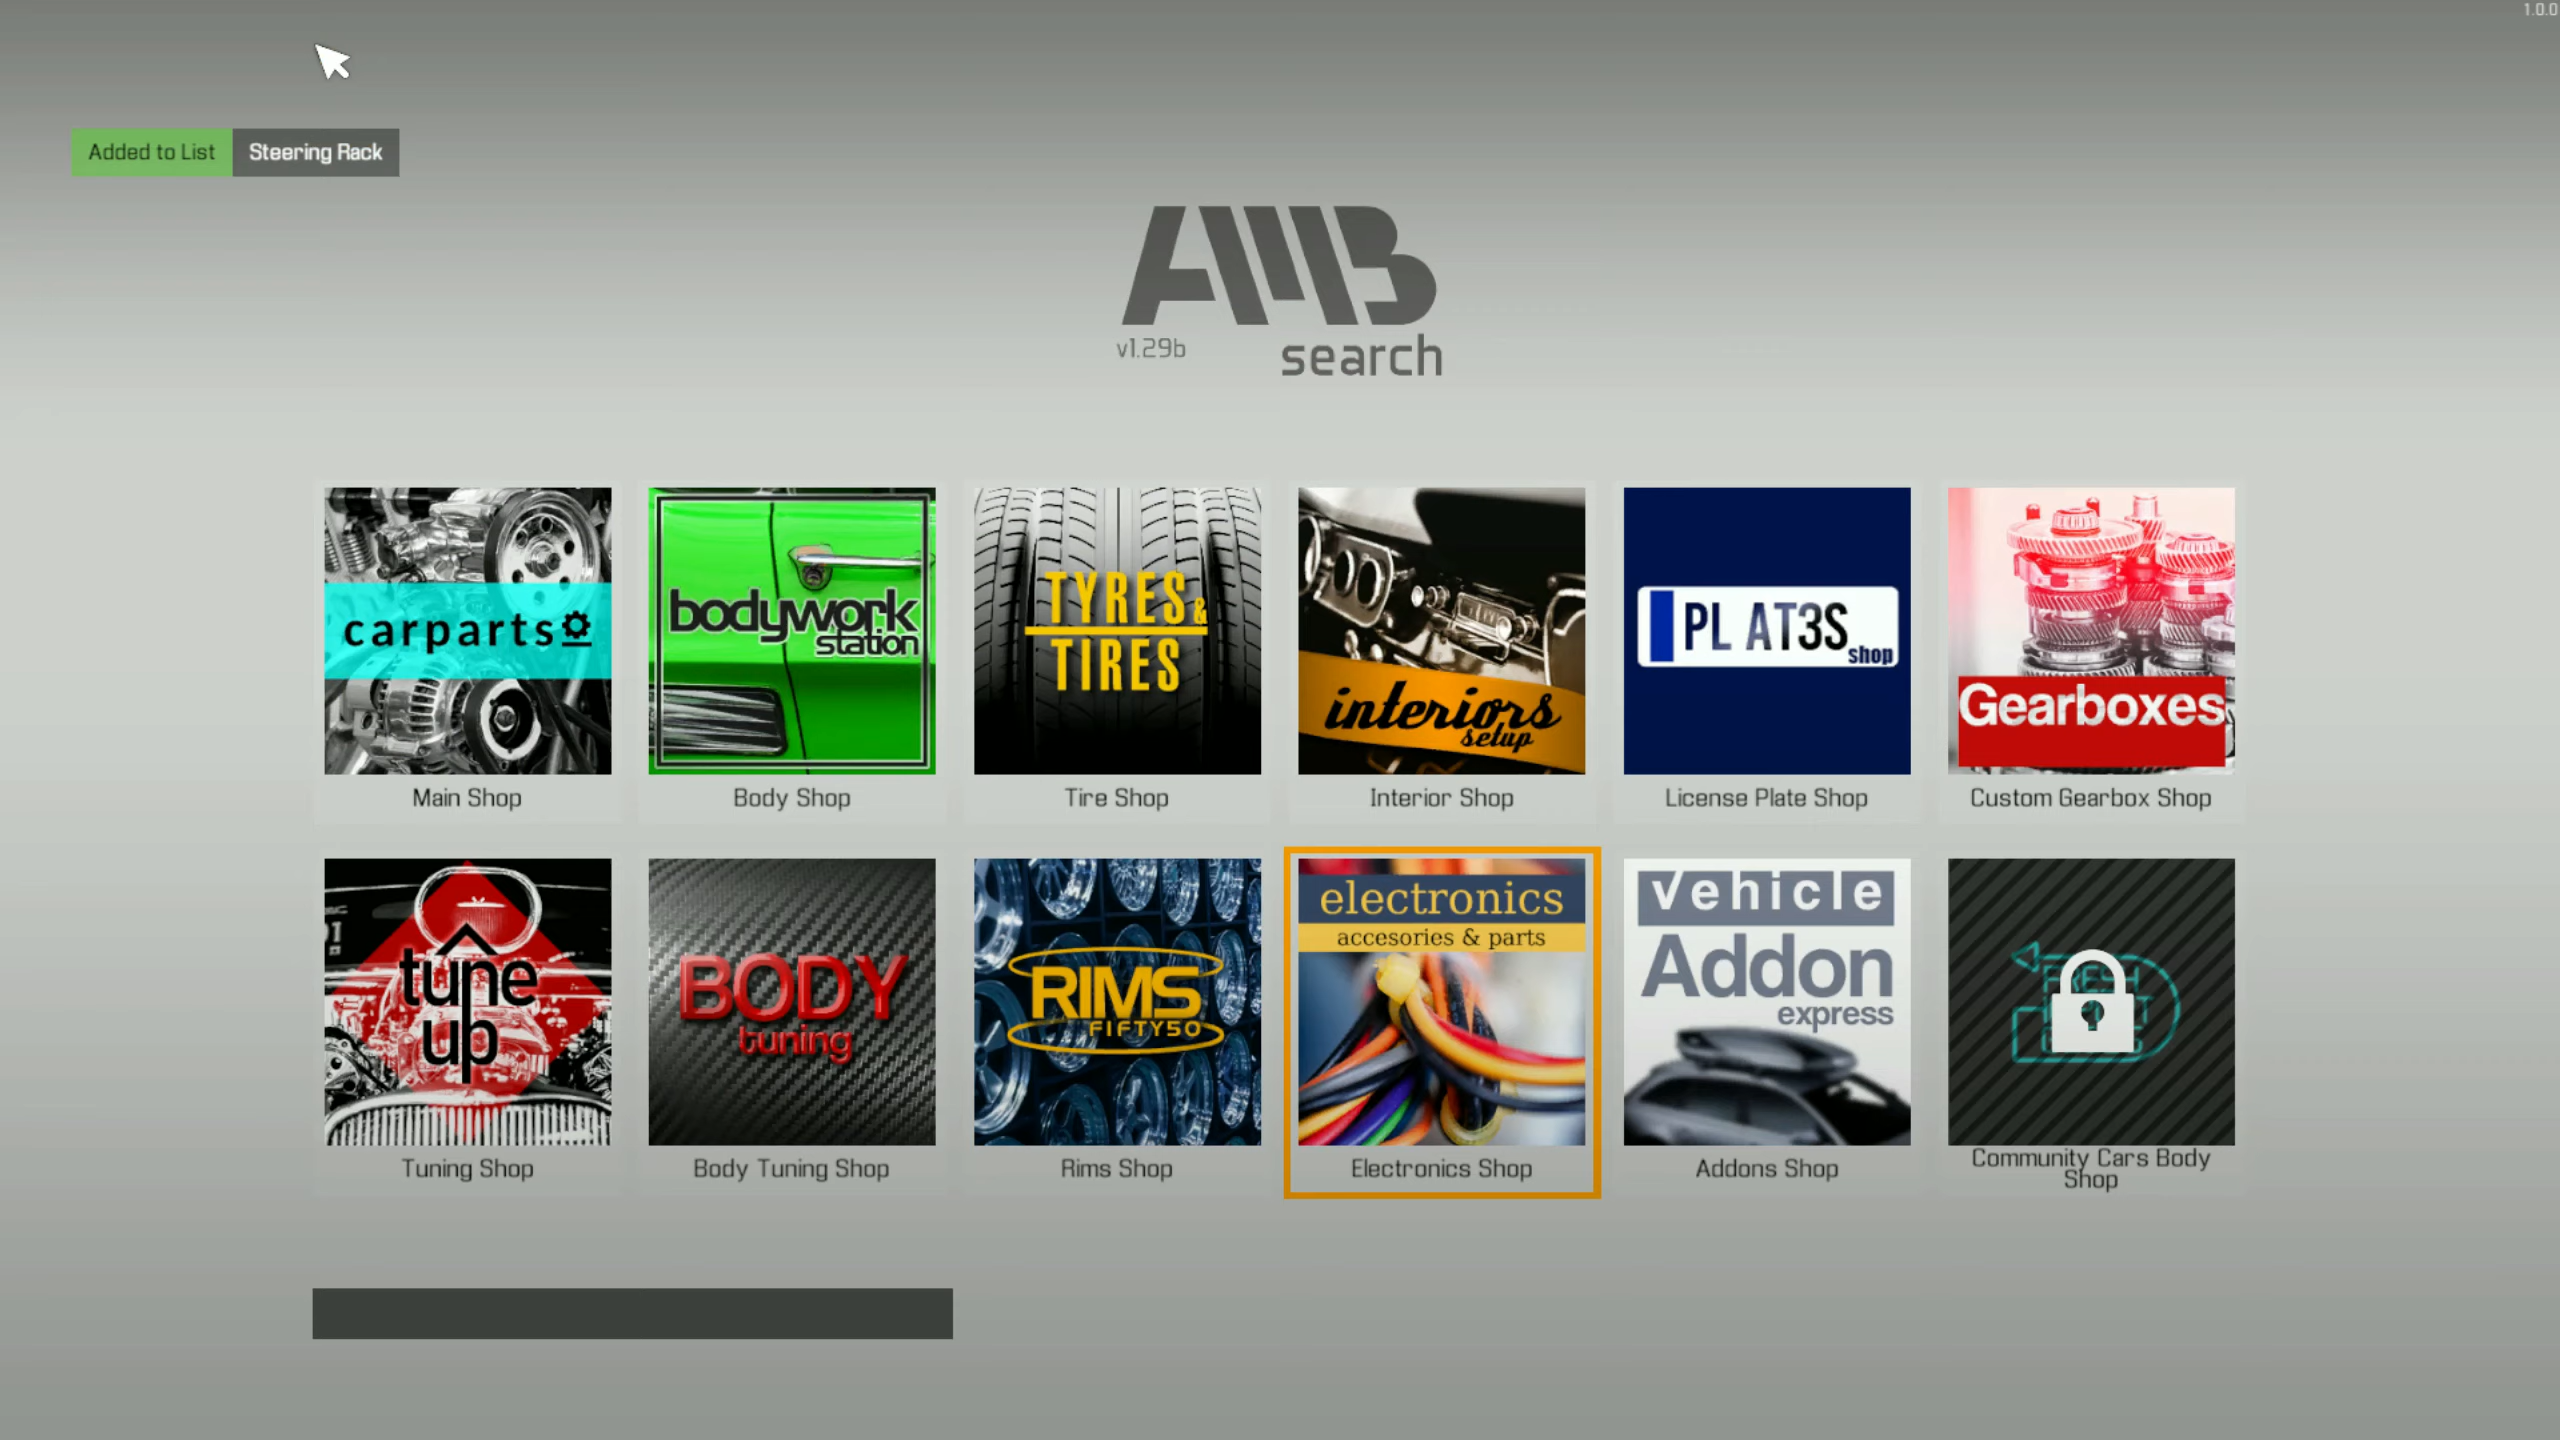 1.0.0
Added to List
Steering Rack
AMB
v1.29b
search
carparts
Main Shop
bodywork
station
Body Shop
TYRES &
TIRES
Tire Shop
interiors
setup
Interior Shop
PL AT3S
shop
License Plate Shop
Gearboxes
Custom Gearbox Shop
tune
up
Tuning Shop
BODY
tuning
Body Tuning Shop
RIMS
FIFTY50
Rims Shop
electronics
accesories & parts
Electronics Shop
vehicle
Addon
express
Addons Shop
FRESH
Community Cars Body
Shop